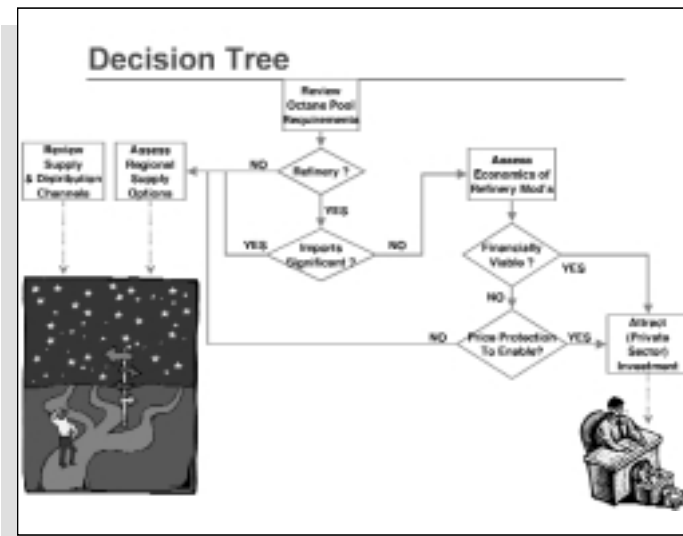 Decision Tree
Review
Octane Pool
Requirements
Review
Supply
& Distribution
Channels
Assess
Regional
Supply
Options
NO
Refinery ?
YES
Assess
Economics of
Refinery Mod's
YES
Imports
Significant ?
NO
Financially
Viable ?
YES
NO
NO
Price Protection
To Enable?
YES
Attract
(Private
Sector)
Investment